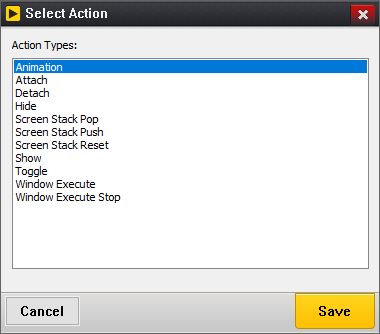 Select Action
Action Types:
Animation
Attach
Detach
Hide
Screen Stack Pop
Screen Stack Push
Screen Stack Reset
Show
Toggle
Window Execute
Window Execute Stop
Cancel
Save